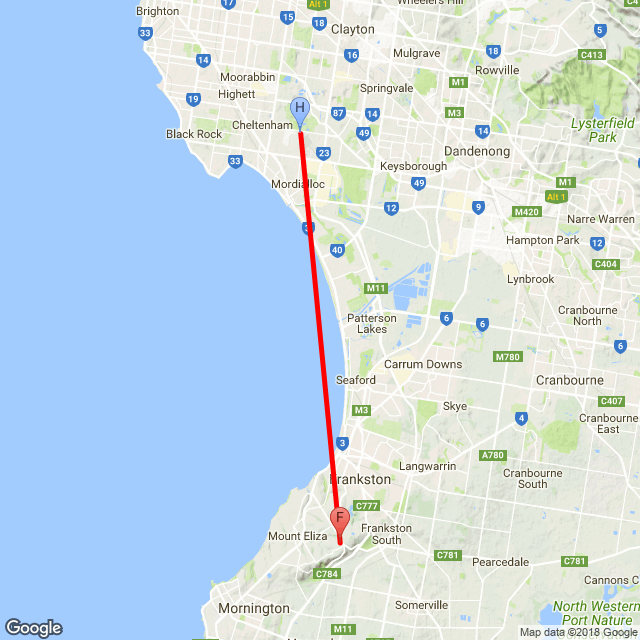 Wheelers Hill
C4
Brighton
17
15
Alt 1
18
Clayton
5
33
Mulgrave
18
C413
14
16
Rowville
Moorabbin
M1
Springvale
Highett
19
H
87
14
M3
Cheltenham
Lysterfield
Park
Black Rock
49
14
23
Dandenong
33
Keysborough
M1
Mordialloc
49
Alt 1
12
9
M420
Narre Warren
Hampton Park
12
40
C404
Lynbrook
M11
Cranbourne
North
Patterson
Lakes
6
6
6
M780
Carrum Downs
Seaford
Cranbourne
C407
M3
Skye
4
Cranbourne
East
3
A780
Langwarrin
Cranbourne
South
Frankston
C777
F
Frankston
South
Mount Eliza
C781
C781
Pearcedale
C784
Cannons C
Mornington
Somerville
North Western
Port Nature
M11
Google
Map data ©2018 Google